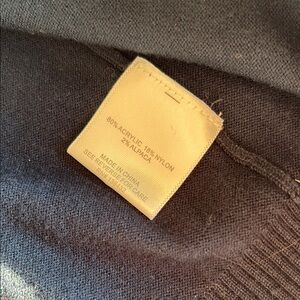 80% ACRYLIC 18% NYLON
2% ALPACA
MADE IN CHINA
SEE REVERSE FOR CARE